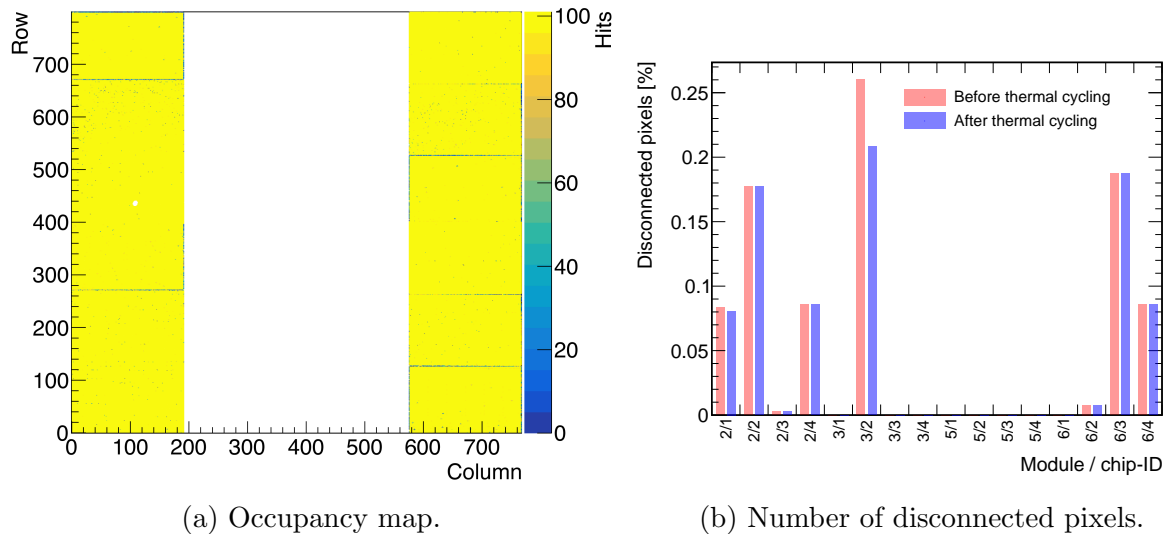 Row
700
600
500
400
300
200
100
0
0 100 200 300 400 500 600 700
Column
100
80
60
40
20
0
Hits
(a) Occupancy map.
Disconnected pixels [%]
0.25
0.2
0.15
0.1
0.05
0
Before thermal cycling
After thermal cycling
2/1 2/2 2/3 2/4 3/1 3/2 3/3 3/4 5/1 5/2 5/3 5/4 6/1 6/2 6/3 6/4
Module / chip-ID
(b) Number of disconnected pixels.